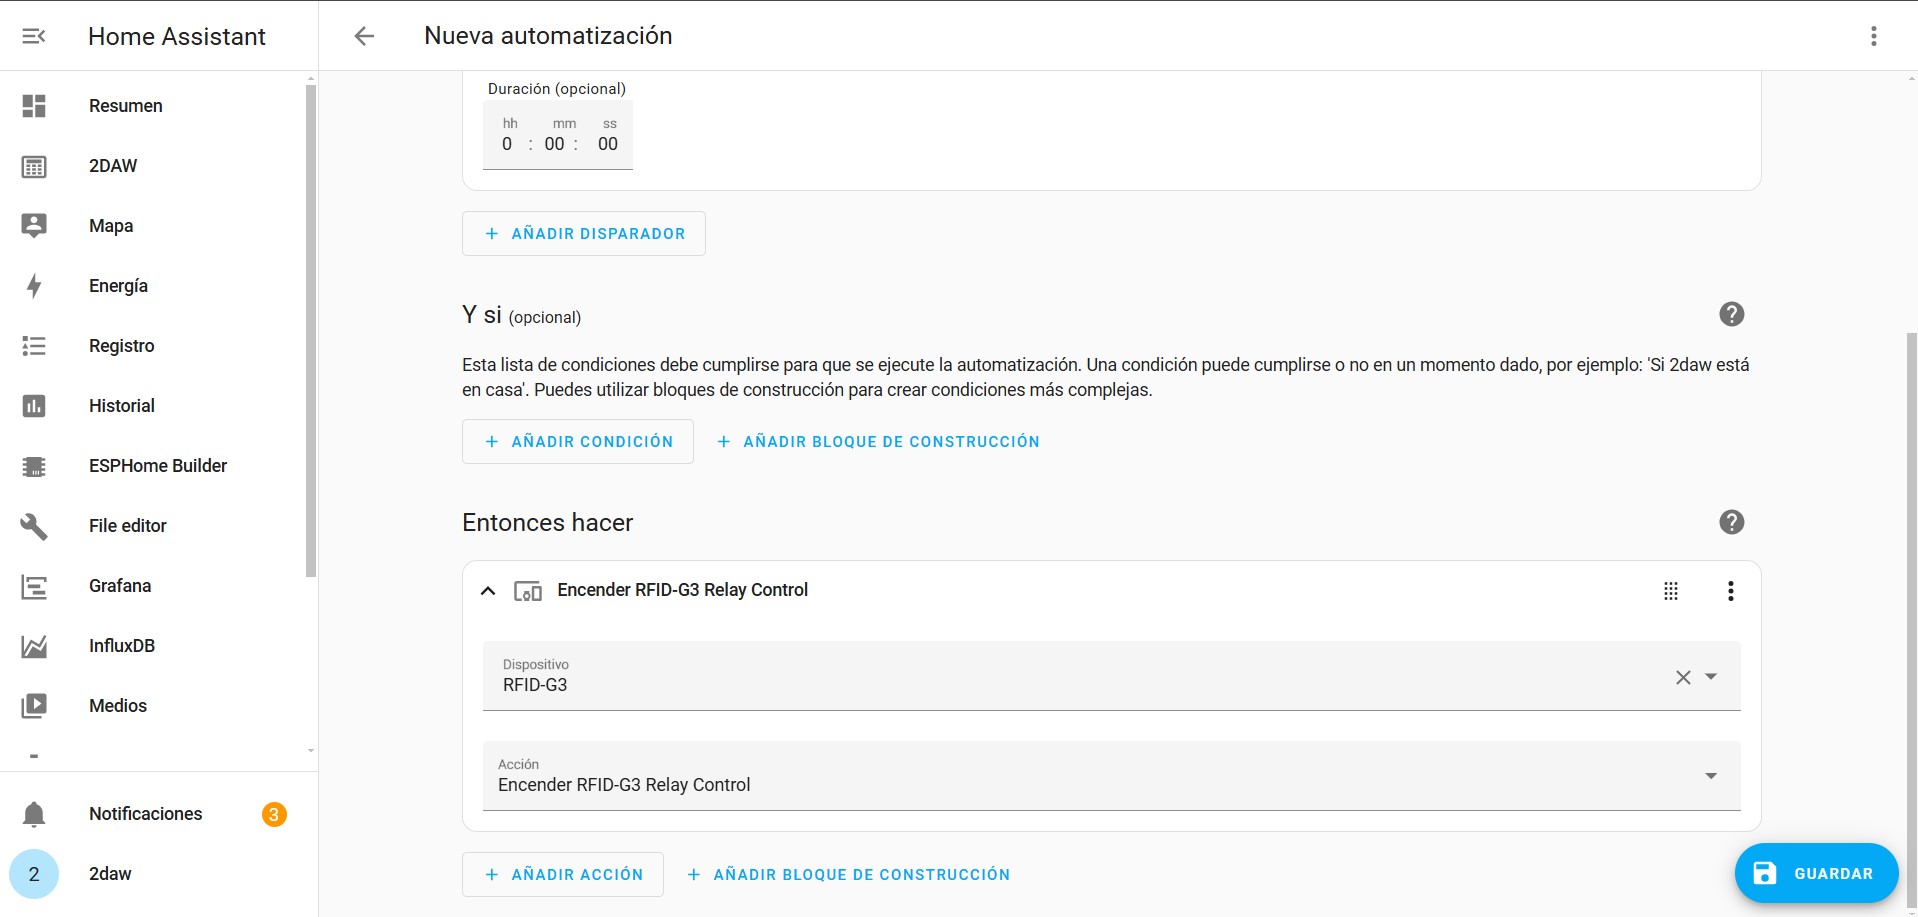 Home Assistant
Nueva automatización
Resumen
2DAW
Mapa
Energía
Registro
Historial
ESPHome Builder
File editor
Grafana
InfluxDB
Medios
Notificaciones
3
2
2daw
Duración (opcional)
hh mm ss
0 : 00 : 00
+ AÑADIR DISPARADOR
Y si (opcional)
Esta lista de condiciones debe cumplirse para que se ejecute la automatización. Una condición puede cumplirse o no en un momento dado, por ejemplo: 'Si 2daw está
en casa'. Puedes utilizar bloques de construcción para crear condiciones más complejas.
+ AÑADIR CONDICIÓN + AÑADIR BLOQUE DE CONSTRUCCIÓN
Entonces hacer
Encender RFID-G3 Relay Control
Dispositivo
RFID-G3
Acción
Encender RFID-G3 Relay Control
+ AÑADIR ACCIÓN + AÑADIR BLOQUE DE CONSTRUCCIÓN
GUARDAR